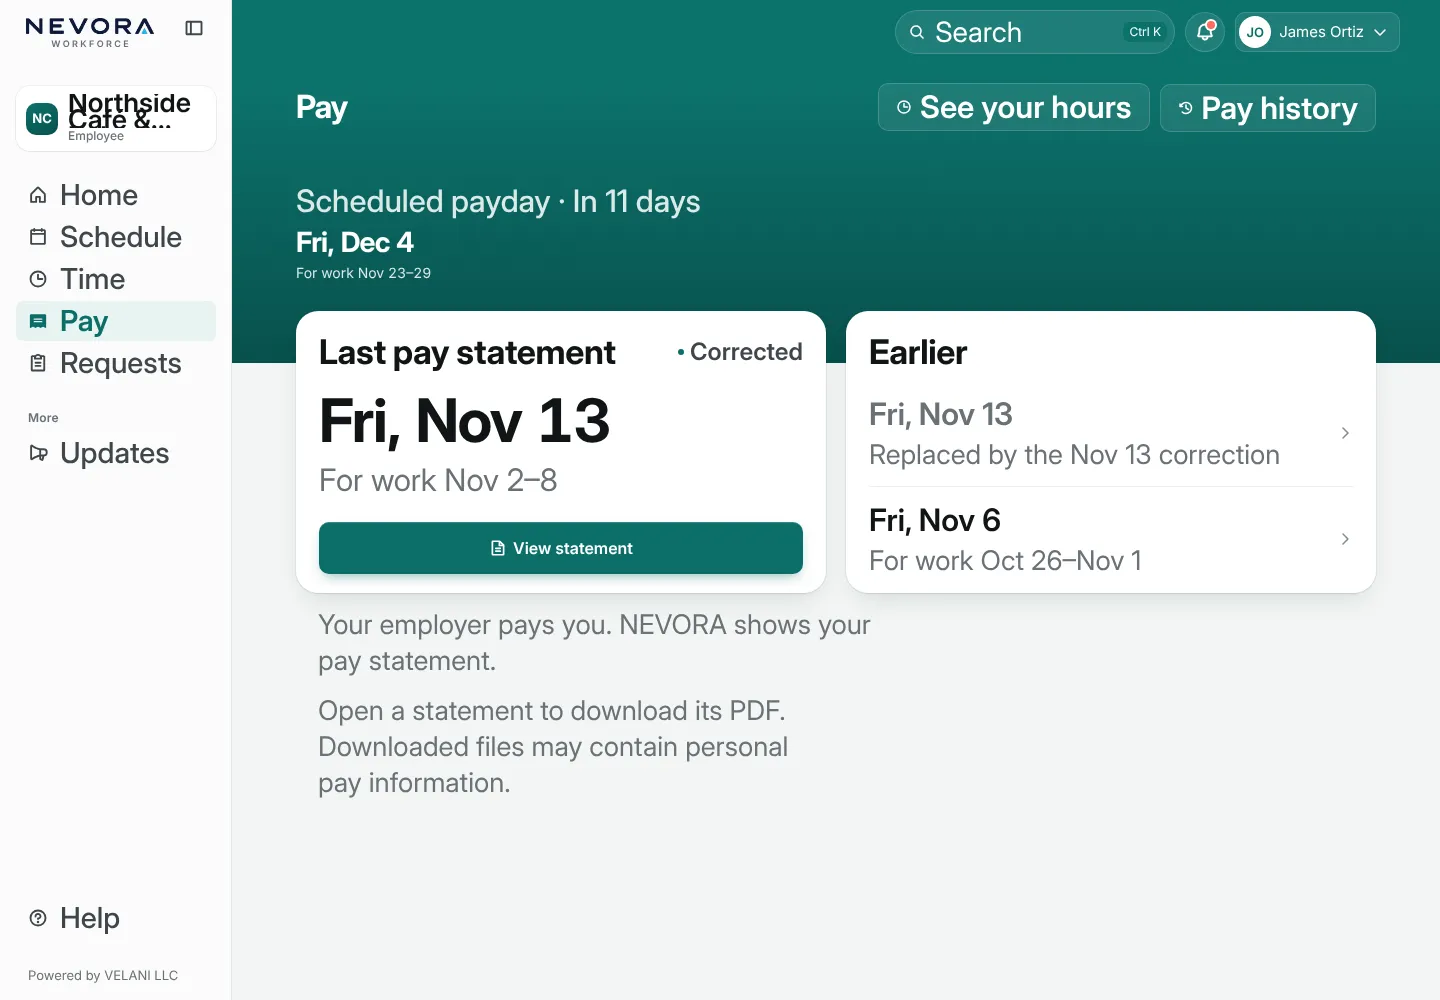 NEVORA
WORKFORCE
Search
Ctrl K
JO
James Ortiz
NC
Northside
Café &...
Employee
Home
Schedule
Time
Pay
Requests
More
Updates
Help
Powered by VELANI LLC
Pay
See your hours
Pay history
Scheduled payday · In 11 days
Fri, Dec 4
For work Nov 23–29
Last pay statement
• Corrected
Fri, Nov 13
For work Nov 2–8
View statement
Earlier
Fri, Nov 13
Replaced by the Nov 13 correction
Fri, Nov 6
For work Oct 26–Nov 1
Your employer pays you. NEVORA shows your
pay statement.
Open a statement to download its PDF.
Downloaded files may contain personal
pay information.